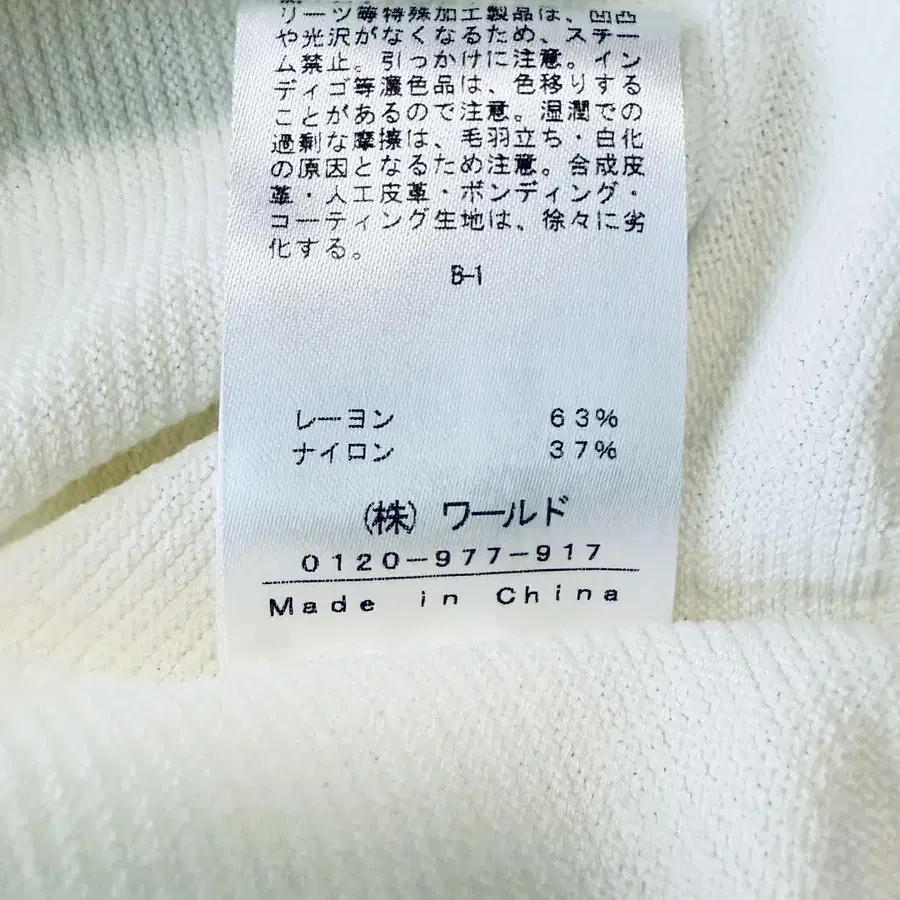 リーツ等特殊加工製品は、凹凸
や光沢がなくなるため、スチー
ム禁止。引っかけに注意。イン
ディゴ等濃色品は、色移りする
ことがあるので注意。湿潤での
過剰な摩擦は、毛羽立ち・白化
の原因となるため注意。合成皮
革・人工皮革・ボンディング・
コーティング生地は、徐々に劣
化する。
B-1
レーヨン 63%
ナイロン 37%
(株) ワールド
0120-977-917
Made in China